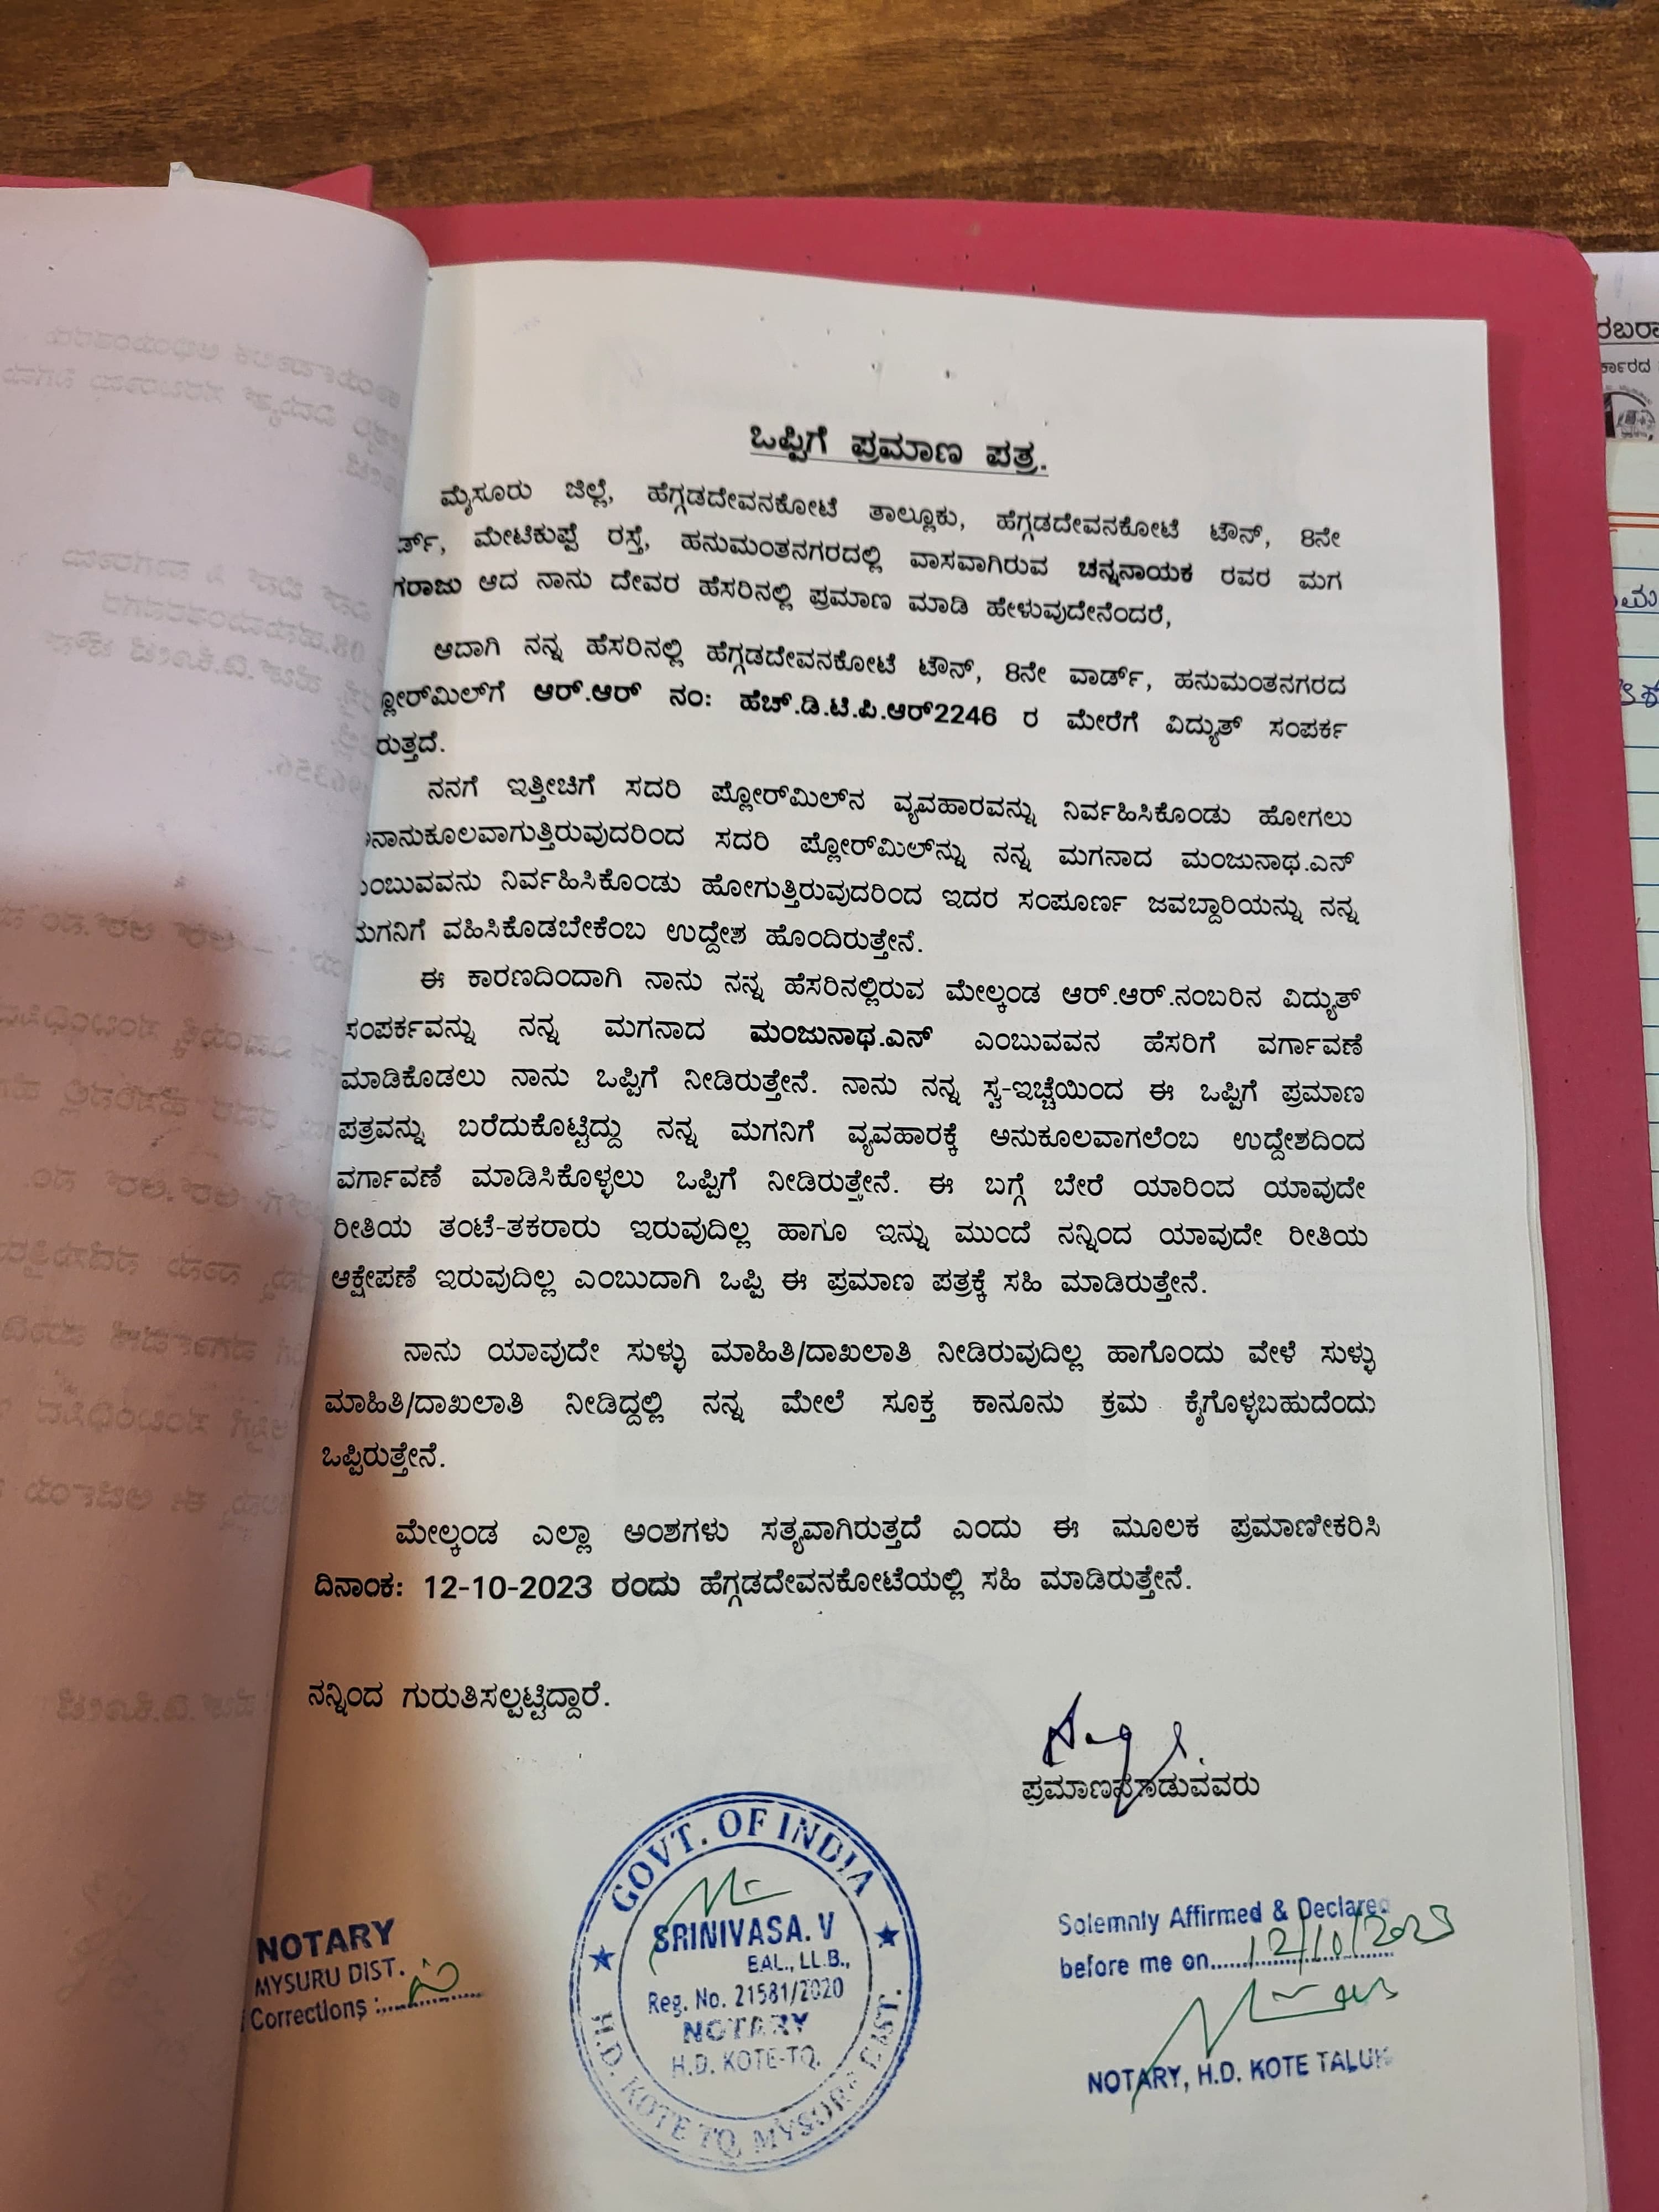 ಒಪ್ಪಿಗೆ ಪ್ರಮಾಣ ಪತ್ರ.
ಮೈಸೂರು ಜಿಲ್ಲೆ, ಹೆಗ್ಗಡದೇವನಕೋಟೆ ತಾಲ್ಲೂಕು, ಹೆಗ್ಗಡದೇವನಕೋಟೆ ಟೌನ್, 8ನೇ
ರ್ಡ್, ಮೇಟಿಕುಪ್ಪೆ ರಸ್ತೆ, ಹನುಮಂತನಗರದಲ್ಲಿ ವಾಸವಾಗಿರುವ ಚನ್ನನಾಯಕ ರವರ ಮಗ
ಗರಾಜು ಆದ ನಾನು ದೇವರ ಹೆಸರಿನಲ್ಲಿ ಪ್ರಮಾಣ ಮಾಡಿ ಹೇಳುವುದೇನೆಂದರೆ,
ಆದಾಗಿ ನನ್ನ ಹೆಸರಿನಲ್ಲಿ ಹೆಗ್ಗಡದೇವನಕೋಟೆ ಟೌನ್, 8ನೇ ವಾರ್ಡ್, ಹನುಮಂತನಗರದ
ಪ್ಲೋರ್‌ಮಿಲ್‌ಗೆ ಆರ್.ಆರ್ ನಂ: ಹೆಚ್.ಡಿ.ಟಿ.ಪಿ.ಆರ್2246 ರ ಮೇರೆಗೆ ವಿದ್ಯುತ್ ಸಂಪರ್ಕ
ರುತ್ತದೆ.
ನನಗೆ ಇತ್ತೀಚಿಗೆ ಸದರಿ ಪ್ಲೋರ್‌ಮಿಲ್‌ನ ವ್ಯವಹಾರವನ್ನು ನಿರ್ವಹಿಸಿಕೊಂಡು ಹೋಗಲು
ಅನಾನುಕೂಲವಾಗುತ್ತಿರುವುದರಿಂದ ಸದರಿ ಪ್ಲೋರ್‌ಮಿಲ್‌ನ್ನು ನನ್ನ ಮಗನಾದ ಮಂಜುನಾಥ.ಎನ್
ಎಂಬುವವನು ನಿರ್ವಹಿಸಿಕೊಂಡು ಹೋಗುತ್ತಿರುವುದರಿಂದ ಇದರ ಸಂಪೂರ್ಣ ಜವಬ್ದಾರಿಯನ್ನು ನನ್ನ
ಮಗನಿಗೆ ವಹಿಸಿಕೊಡಬೇಕೆಂಬ ಉದ್ದೇಶ ಹೊಂದಿರುತ್ತೇನೆ.
ಈ ಕಾರಣದಿಂದಾಗಿ ನಾನು ನನ್ನ ಹೆಸರಿನಲ್ಲಿರುವ ಮೇಲ್ಕಂಡ ಆರ್.ಆರ್.ನಂಬರಿನ ವಿದ್ಯುತ್
ಸಂಪರ್ಕವನ್ನು ನನ್ನ ಮಗನಾದ ಮಂಜುನಾಥ.ಎನ್ ಎಂಬುವವನ ಹೆಸರಿಗೆ ವರ್ಗಾವಣೆ
ಮಾಡಿಕೊಡಲು ನಾನು ಒಪ್ಪಿಗೆ ನೀಡಿರುತ್ತೇನೆ. ನಾನು ನನ್ನ ಸ್ವ-ಇಚ್ಚೆಯಿಂದ ಈ ಒಪ್ಪಿಗೆ ಪ್ರಮಾಣ
ಪತ್ರವನ್ನು ಬರೆದುಕೊಟ್ಟಿದ್ದು ನನ್ನ ಮಗನಿಗೆ ವ್ಯವಹಾರಕ್ಕೆ ಅನುಕೂಲವಾಗಲೆಂಬ ಉದ್ದೇಶದಿಂದ
ವರ್ಗಾವಣೆ ಮಾಡಿಸಿಕೊಳ್ಳಲು ಒಪ್ಪಿಗೆ ನೀಡಿರುತ್ತೇನೆ. ಈ ಬಗ್ಗೆ ಬೇರೆ ಯಾರಿಂದ ಯಾವುದೇ
ರೀತಿಯ ತಂಟೆ-ತಕರಾರು ಇರುವುದಿಲ್ಲ ಹಾಗೂ ಇನ್ನು ಮುಂದೆ ನನ್ನಿಂದ ಯಾವುದೇ ರೀತಿಯ
ಆಕ್ಷೇಪಣೆ ಇರುವುದಿಲ್ಲ ಎಂಬುದಾಗಿ ಒಪ್ಪಿ ಈ ಪ್ರಮಾಣ ಪತ್ರಕ್ಕೆ ಸಹಿ ಮಾಡಿರುತ್ತೇನೆ.
ನಾನು ಯಾವುದೇ ಸುಳ್ಳು ಮಾಹಿತಿ/ದಾಖಲಾತಿ ನೀಡಿರುವುದಿಲ್ಲ ಹಾಗೊಂದು ವೇಳೆ ಸುಳ್ಳು
ಮಾಹಿತಿ/ದಾಖಲಾತಿ ನೀಡಿದ್ದಲ್ಲಿ ನನ್ನ ಮೇಲೆ ಸೂಕ್ತ ಕಾನೂನು ಕ್ರಮ ಕೈಗೊಳ್ಳಬಹುದೆಂದು
ಒಪ್ಪಿರುತ್ತೇನೆ.
ಮೇಲ್ಕಂಡ ಎಲ್ಲಾ ಅಂಶಗಳು ಸತ್ಯವಾಗಿರುತ್ತದೆ ಎಂದು ಈ ಮೂಲಕ ಪ್ರಮಾಣೀಕರಿಸಿ
ದಿನಾಂಕ: 12-10-2023 ರಂದು ಹೆಗ್ಗಡದೇವನಕೋಟೆಯಲ್ಲಿ ಸಹಿ ಮಾಡಿರುತ್ತೇನೆ.
ನನ್ನಿಂದ ಗುರುತಿಸಲ್ಪಟ್ಟಿದ್ದಾರೆ.
ಪ್ರಮಾಣಮಾಡುವವರು
NOTARY
MYSURU DIST.
Corrections :
GOVT. OF INDIA
SRINIVASA. V
BAL., LL.B.,
Reg. No. 21581/2020
NOTARY
H.D. KOTE-TQ.
H.D. KOTE TQ. MYSORE DIST.
Solemnly Affirmed & Declared
before me on 12/10/2023
NOTARY, H.D. KOTE TALUK